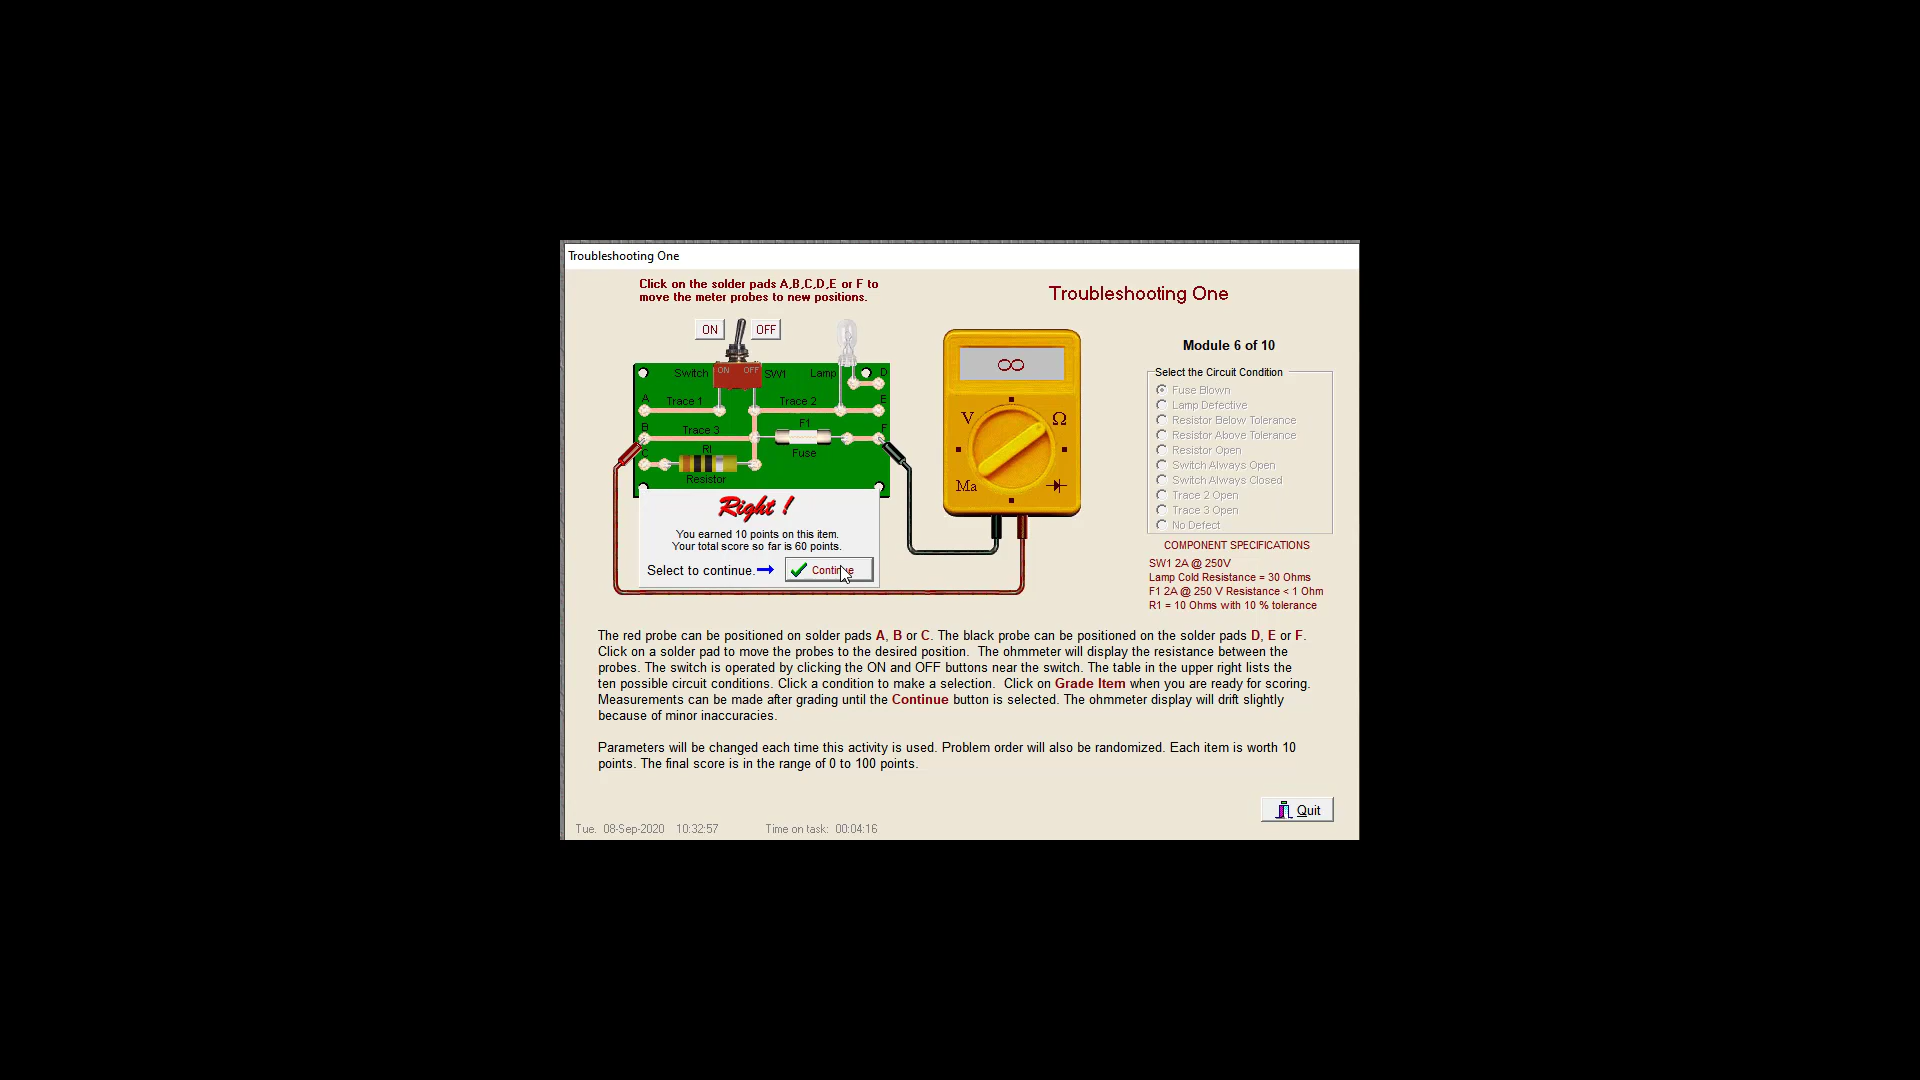 Troubleshooting One
Click on the solder pads A,B,C,D,E or F to
move the meter probes to new positions.
Troubleshooting One
ON
OFF
Module 6 of 10
Switch
ON OFF
SW1
Lamp
D
A
Trace 1
Trace 2
E
B
Trace 3
F1
F
Fuse
C
R1
Resistor
∞
V
Ω
Ma
Select the Circuit Condition
Fuse Blown
Lamp Defective
Resistor Below Tolerance
Resistor Above Tolerance
Resistor Open
Switch Always Open
Switch Always Closed
Trace 2 Open
Trace 3 Open
No Defect
COMPONENT SPECIFICATIONS
SW1 2A @ 250V
Lamp Cold Resistance = 30 Ohms
F1 2A @ 250 V Resistance < 1 Ohm
R1 = 10 Ohms with 10 % tolerance
Right !
You earned 10 points on this item.
Your total score so far is 60 points.
Select to continue.
Continue
The red probe can be positioned on solder pads A, B or C. The black probe can be positioned on the solder pads D, E or F.
Click on a solder pad to move the probes to the desired position. The ohmmeter will display the resistance between the
probes. The switch is operated by clicking the ON and OFF buttons near the switch. The table in the upper right lists the
ten possible circuit conditions. Click a condition to make a selection. Click on Grade Item when you are ready for scoring.
Measurements can be made after grading until the Continue button is selected. The ohmmeter display will drift slightly
because of minor inaccuracies.
Parameters will be changed each time this activity is used. Problem order will also be randomized. Each item is worth 10
points. The final score is in the range of 0 to 100 points.
Quit
Tue. 08-Sep-2020 10:32:57 Time on task: 00:04:16